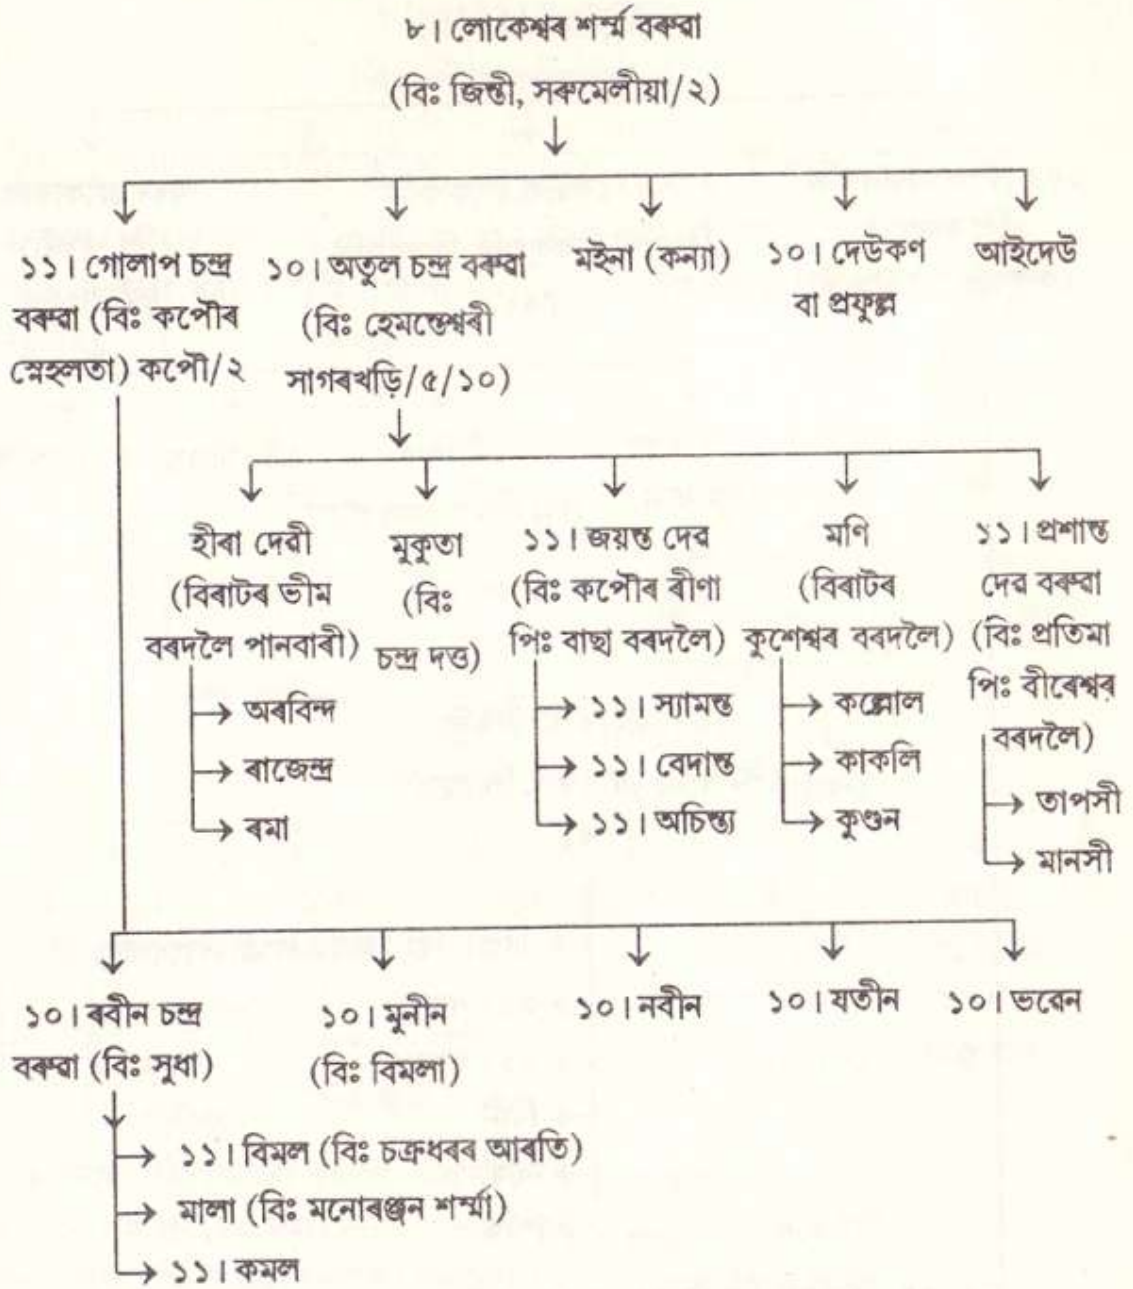 ৮। লোকেশ্বৰ শৰ্ম্ম বৰুৱা
(বিঃ জিন্তী, সৰুমেলীয়া/২)
১১। গোলাপ চন্দ্ৰ
বৰুৱা (বিঃ কপৌৰ
স্নেহলতা) কপৌ/২
১০। অতুল চন্দ্ৰ বৰুৱা
(বিঃ হেমন্তেশ্বৰী
সাগৰখড়ি/৫/১০)
মইনা (কন্যা)
১০। দেউকণ
বা প্ৰফুল্ল
আইদেউ
হীৰা দেৱী
(বিৰাটৰ ভীম
বৰদলৈ পানবাৰী)
অৰবিন্দ
ৰাজেন্দ্ৰ
ৰমা
মুকুতা
(বিঃ
চন্দ্ৰ দত্ত)
১১। জয়ন্ত দেৱ
(বিঃ কপৌৰ ৰীণা
পিঃ বাছা বৰদলৈ)
১১। স্যামন্ত
১১। বেদান্ত
১১। অচিন্ত্য
মণি
(বিৰাটৰ
কুশেশ্বৰ বৰদলৈ)
কল্লোল
কাকলি
কুণ্ডন
১১। প্ৰশান্ত
দেৱ বৰুৱা
(বিঃ প্ৰতিমা
পিঃ বীৰেশ্বৰ
বৰদলৈ)
তাপসী
মানসী
১০। ৰবীন চন্দ্ৰ
বৰুৱা (বিঃ সুধা)
১১। বিমল (বিঃ চক্ৰধৰৰ আৰতি)
মালা (বিঃ মনোৰঞ্জন শৰ্ম্মা)
১১। কমল
১০। মুনীন
(বিঃ বিমলা)
১০। নবীন
১০। যতীন
১০। ভৱেন